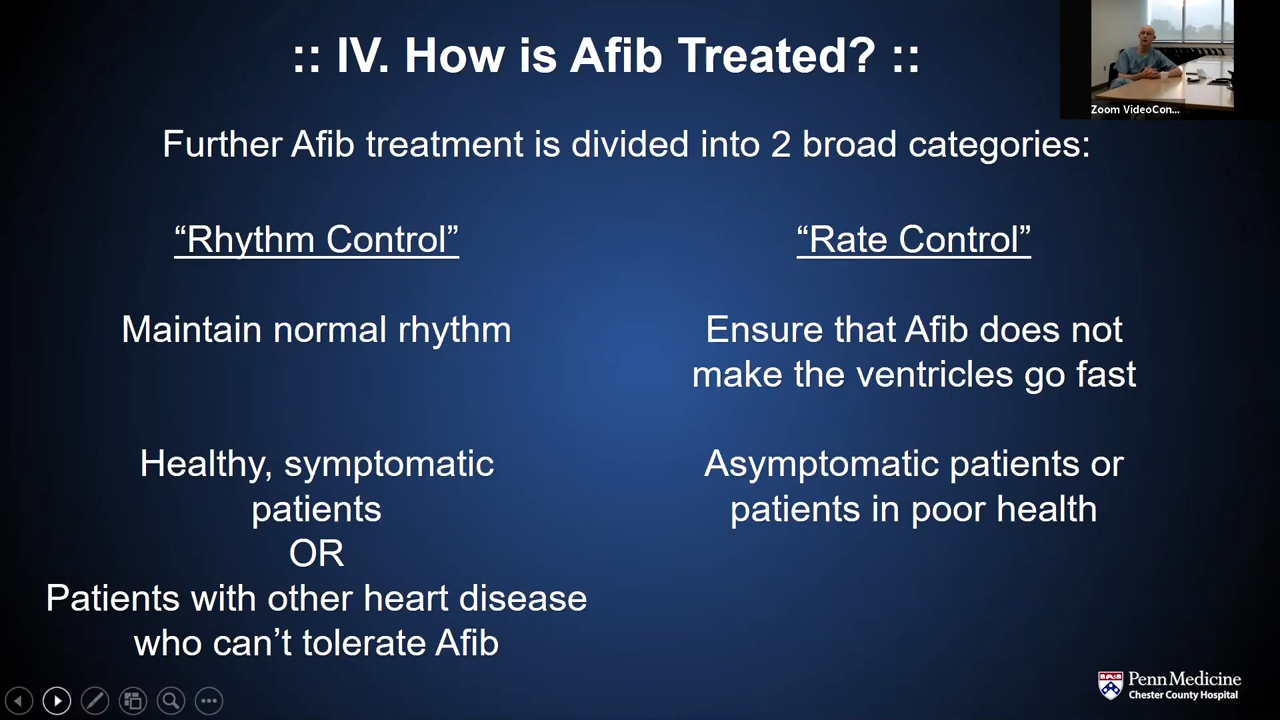 :: IV. How is Afib Treated? ::
Zoom VideoCon...
Further Afib treatment is divided into 2 broad categories:
“Rhythm Control”
Maintain normal rhythm
Healthy, symptomatic
patients
OR
Patients with other heart disease
who can’t tolerate Afib
“Rate Control”
Ensure that Afib does not
make the ventricles go fast
Asymptomatic patients or
patients in poor health
Penn Medicine
Chester County Hospital